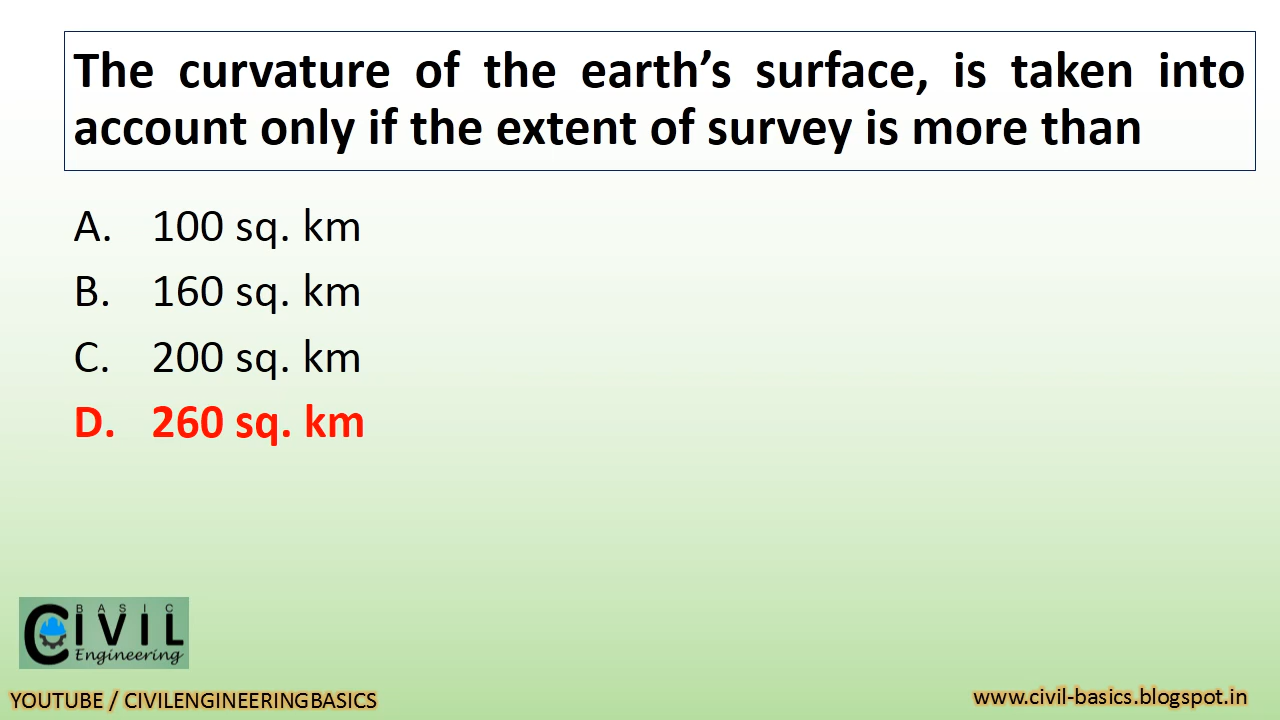 The curvature of the earth’s surface, is taken into
account only if the extent of survey is more than
A. 100 sq. km
B. 160 sq. km
C. 200 sq. km
D. 260 sq. km
BASIC
CIVIL
Engineering
YOUTUBE / CIVILENGINEERINGBASICS
www.civil-basics.blogspot.in